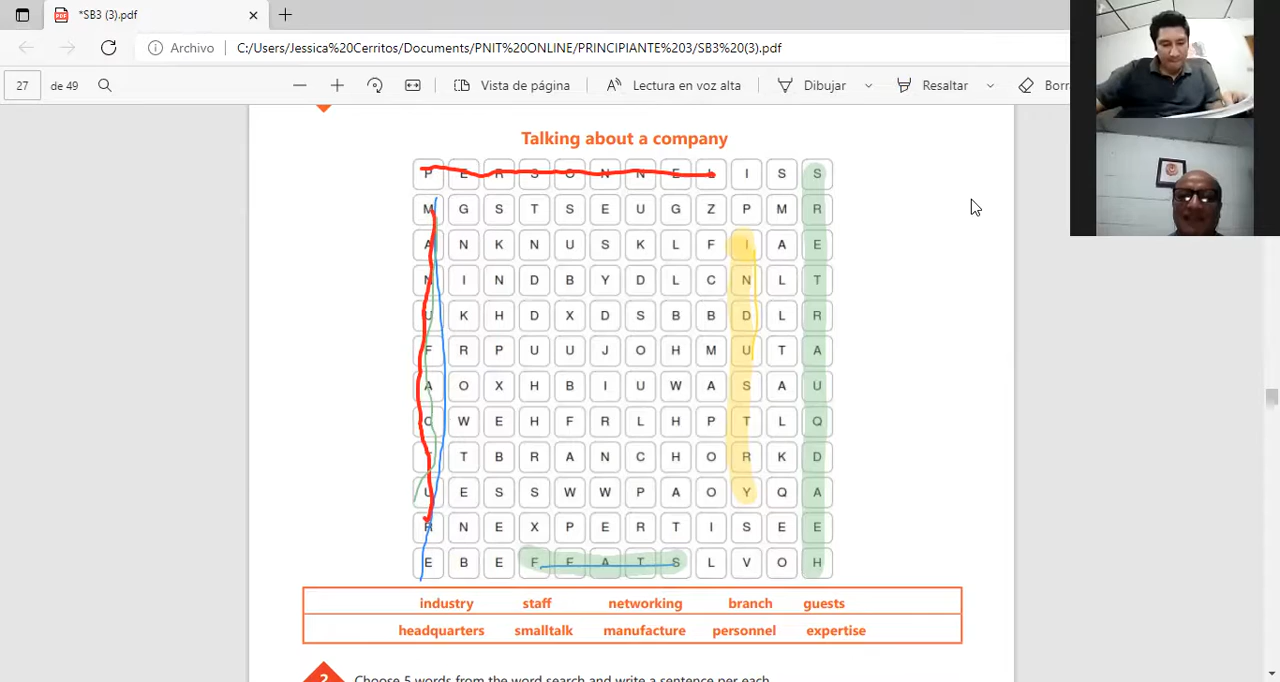 *SB3 (3).pdf
Archivo C:/Users/Jessica%20Cerritos/Documents/PNIT%20ONLINE/PRINCIPIANTE%203/SB3%20(3).pdf
27 de 49 Vista de página Lectura en voz alta Dibujar Resaltar Borr
Talking about a company
P E R S O N N E L I S S
M G S T S E U G Z P M R
A N K N U S K L F I A E
N I N D B Y D L C N L T
U K H D X D S B B D L R
F R P U U J O H M U T A
A O X H B I U W A S A U
C W E H F R L H P T L Q
T T B R A N C H O R K D
U E S S W W P A O Y Q A
R N E X P E R T I S E E
E B E F F A T S L V O H
industry staff networking branch guests
headquarters smalltalk manufacture personnel expertise
2 Choose 5 words from the word search and write a sentence per each